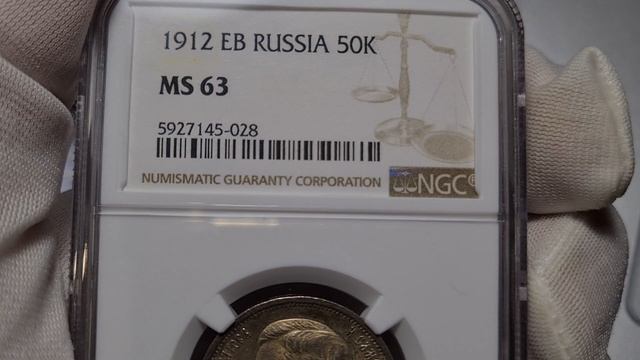 1912 EB RUSSIA 50K
MS 63
5927145-028
NUMISMATIC GUARANTY CORPORATION NGC®